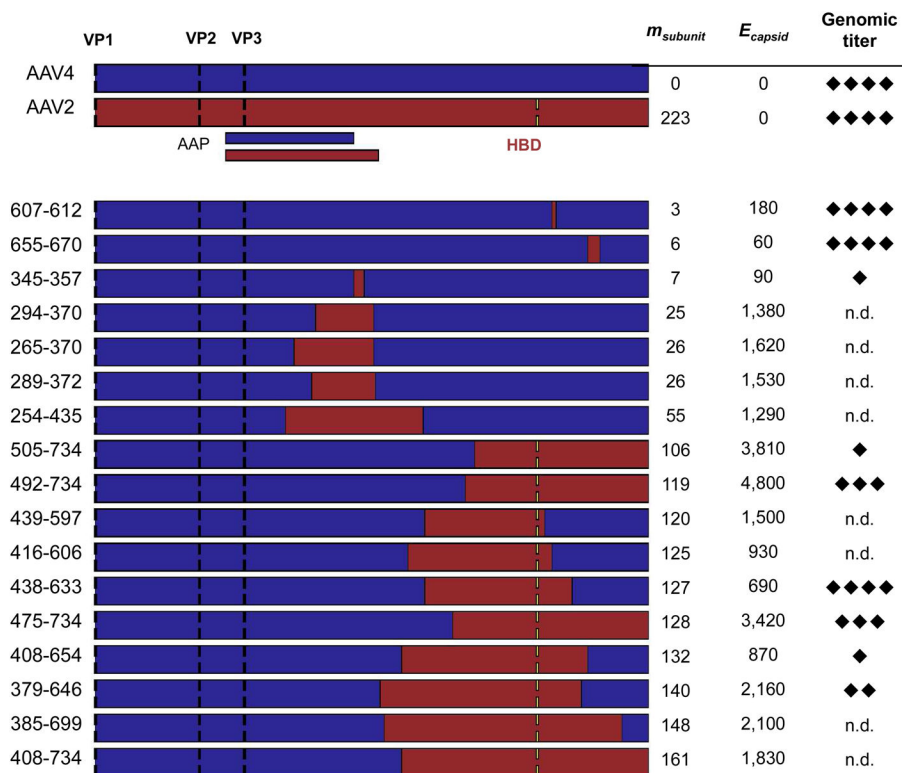 VP1 VP2 VP3 m_subunit E_capsid Genomic titer
AAV4 0 0 ◆◆◆◆
AAV2 223 0 ◆◆◆◆
AAP HBD
607-612 3 180 ◆◆◆◆
655-670 6 60 ◆◆◆◆
345-357 7 90 ◆
294-370 25 1,380 n.d.
265-370 26 1,620 n.d.
289-372 26 1,530 n.d.
254-435 55 1,290 n.d.
505-734 106 3,810 ◆
492-734 119 4,800 ◆◆◆
439-597 120 1,500 n.d.
416-606 125 930 n.d.
438-633 127 690 ◆◆◆◆
475-734 128 3,420 ◆◆◆
408-654 132 870 ◆
379-646 140 2,160 ◆◆
385-699 148 2,100 n.d.
408-734 161 1,830 n.d.